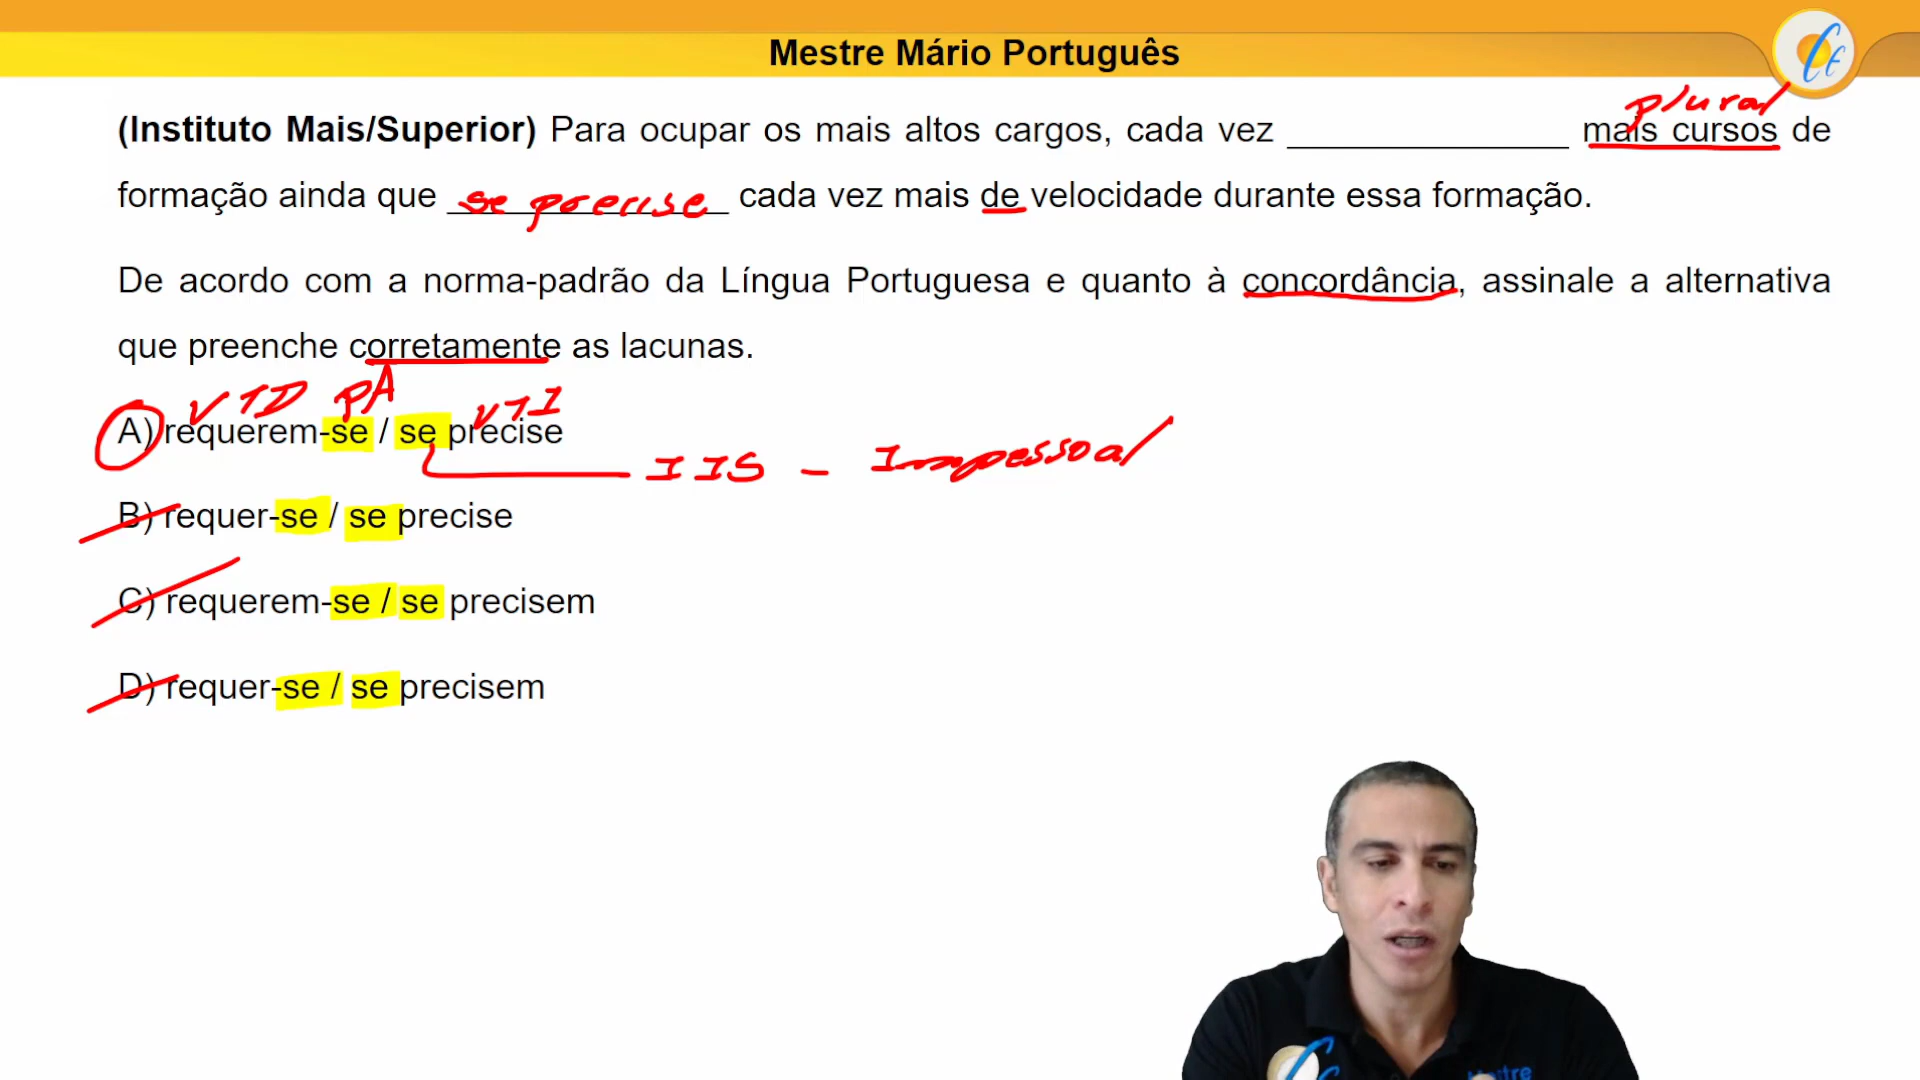 Mestre Mário Português
plural
(Instituto Mais/Superior) Para ocupar os mais altos cargos, cada vez ______________ mais cursos de
formação ainda que se precise cada vez mais de velocidade durante essa formação.
De acordo com a norma-padrão da Língua Portuguesa e quanto à concordância, assinale a alternativa
que preenche corretamente as lacunas.
VTD PA VTI
A) requerem-se / se precise
IIS - Impessoal
B) requer-se / se precise
C) requerem-se / se precisem
D) requer-se / se precisem